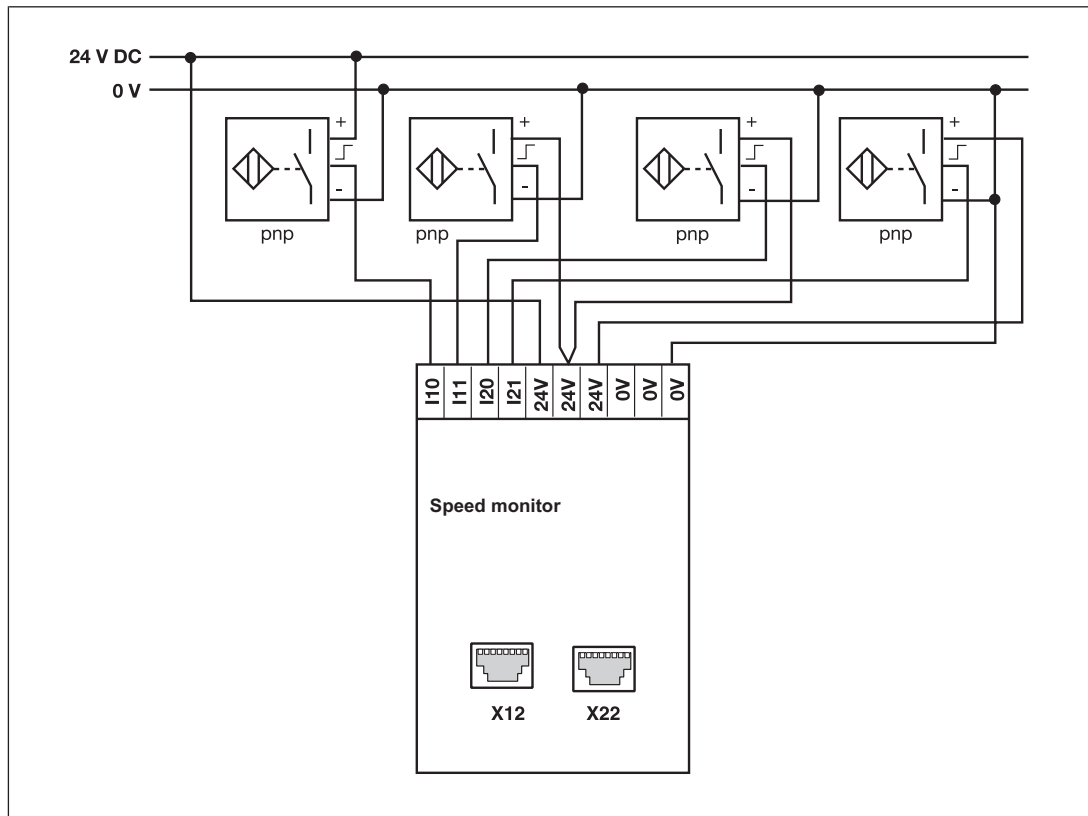 24 V DC
0 V
+ + + +
- - - -
pnp pnp pnp pnp
I10 I11 I20 I21 24V 24V 24V 0V 0V 0V
Speed monitor
X12 X22